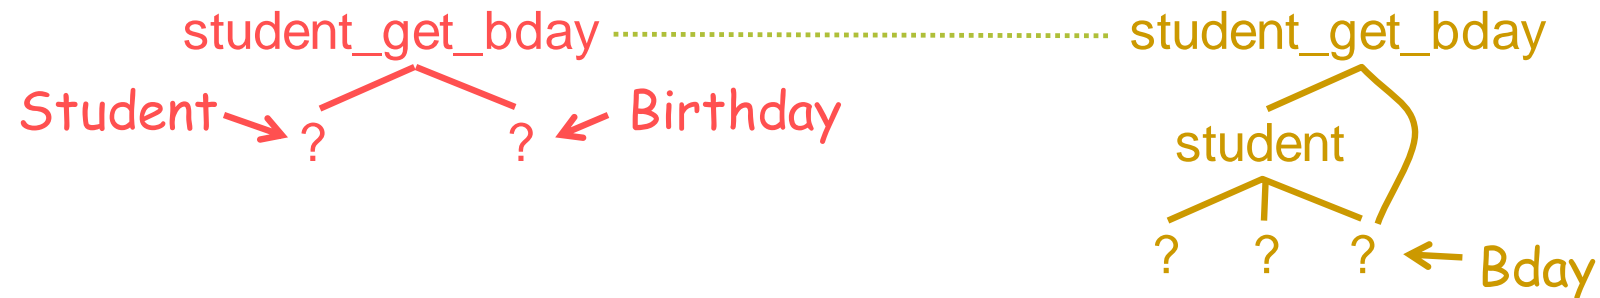 student_get_bday student_get_bday
Student Birthday
? ? student
? ? ? Bday